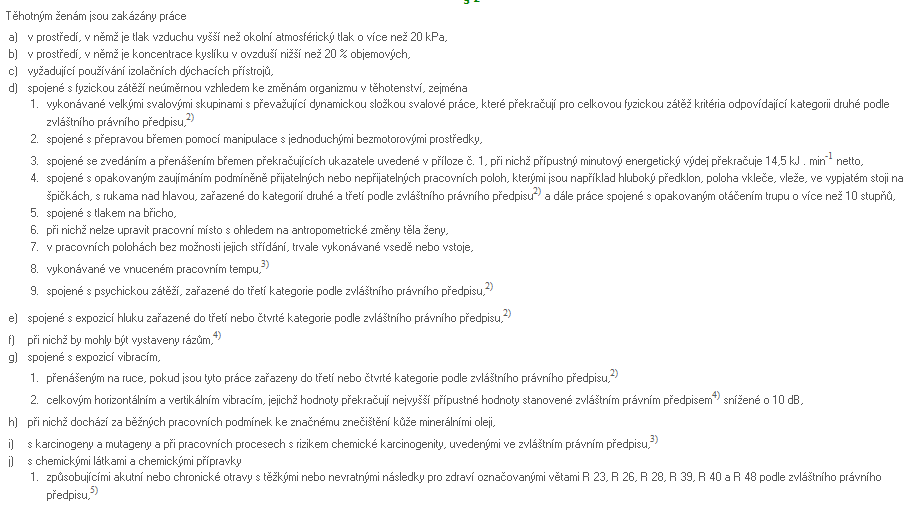 Těhotným ženám jsou zakázány práce
a) v prostředí, v němž je tlak vzduchu vyšší než okolní atmosférický tlak o více než 20 kPa,
b) v prostředí, v němž je koncentrace kyslíku v ovzduší nižší než 20 % objemových,
c) vyžadující používání izolačních dýchacích přístrojů,
d) spojené s fyzickou zátěží neúměrnou vzhledem ke změnám organizmu v těhotenství, zejména
1. vykonávané velkými svalovými skupinami s převažující dynamickou složkou svalové práce, které překračují pro celkovou fyzickou zátěž kritéria odpovídající kategorii druhé podle
zvláštního právního předpisu,2)
2. spojené s přepravou břemen pomocí manipulace s jednoduchými bezmotorovými prostředky,
3. spojené se zvedáním a přenášením břemen překračujících ukazatele uvedené v příloze č. 1, při nichž přípustný minutový energetický výdej překračuje 14,5 kJ . min-1 netto,
4. spojené s opakovaným zaujímáním podmíněně přijatelných nebo nepřijatelných pracovních poloh, kterými jsou například hluboký předklon, poloha vkleče, vleže, ve vypjatém stoji na
špičkách, s rukama nad hlavou, zařazené do kategorií druhé a třetí podle zvláštního právního předpisu2) a dále práce spojené s opakovaným otáčením trupu o více než 10 stupňů,
5. spojené s tlakem na břicho,
6. při nichž nelze upravit pracovní místo s ohledem na antropometrické změny těla ženy,
7. v pracovních polohách bez možnosti jejich střídání, trvale vykonávané vsedě nebo vstoje,
8. vykonávané ve vnuceném pracovním tempu,3)
9. spojené s psychickou zátěží, zařazené do třetí kategorie podle zvláštního právního předpisu,2)
e) spojené s expozicí hluku zařazené do třetí nebo čtvrté kategorie podle zvláštního právního předpisu,2)
f) při nichž by mohly být vystaveny rázům,4)
g) spojené s expozicí vibracím,
1. přenášeným na ruce, pokud jsou tyto práce zařazeny do třetí nebo čtvrté kategorie podle zvláštního právního předpisu,2)
2. celkovým horizontálním a vertikálním vibracím, jejichž hodnoty překračují nejvyšší přípustné hodnoty stanovené zvláštním právním předpisem4) snížené o 10 dB,
h) při nichž dochází za běžných pracovních podmínek ke značnému znečištění kůže minerálními oleji,
i) s karcinogeny a mutageny a při pracovních procesech s rizikem chemické karcinogenity, uvedenými ve zvláštním právním předpisu,3)
j) s chemickými látkami a chemickými přípravky
1. způsobujícími akutní nebo chronické otravy s těžkými nebo nevratnými následky pro zdraví označovanými větami R 23, R 26, R 28, R 39, R 40 a R 48 podle zvláštního právního
předpisu,5)